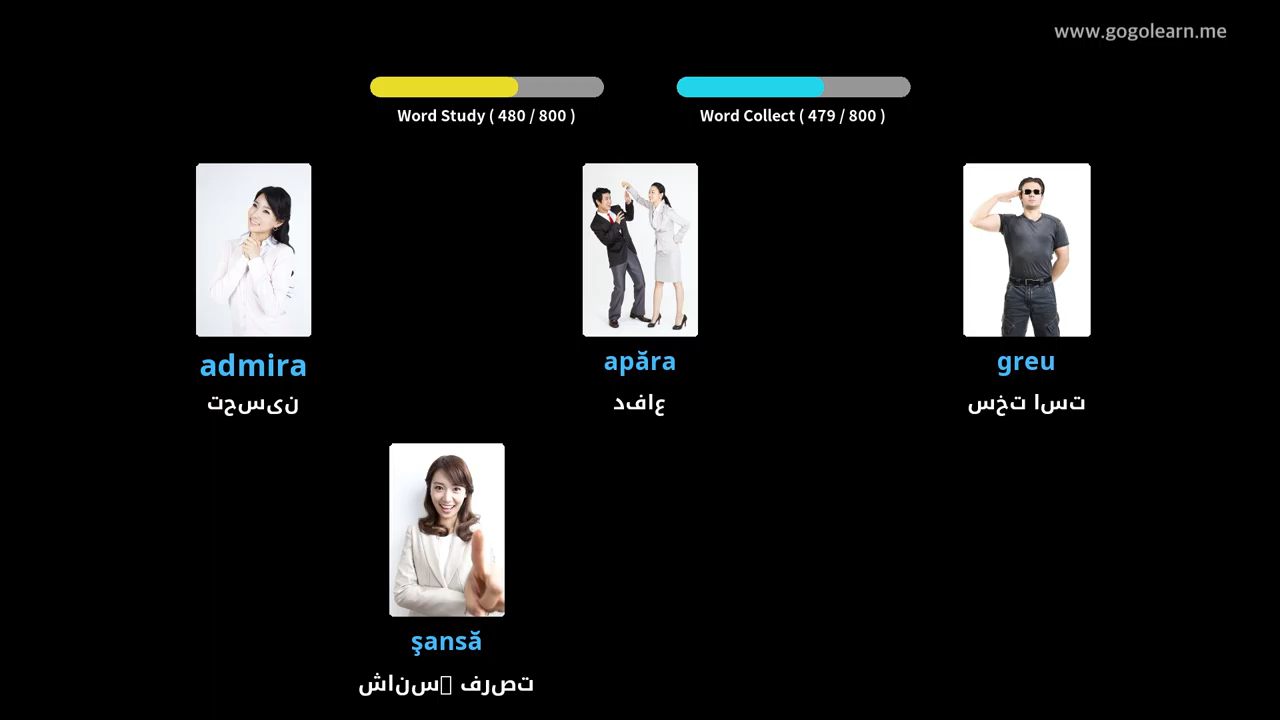 www.gogolearn.me
Word Study ( 480 / 800 )
Word Collect ( 479 / 800 )
admira
apăra
greu
تحسین
دفاع
سخت است
şansă
شانس▯ فرصت